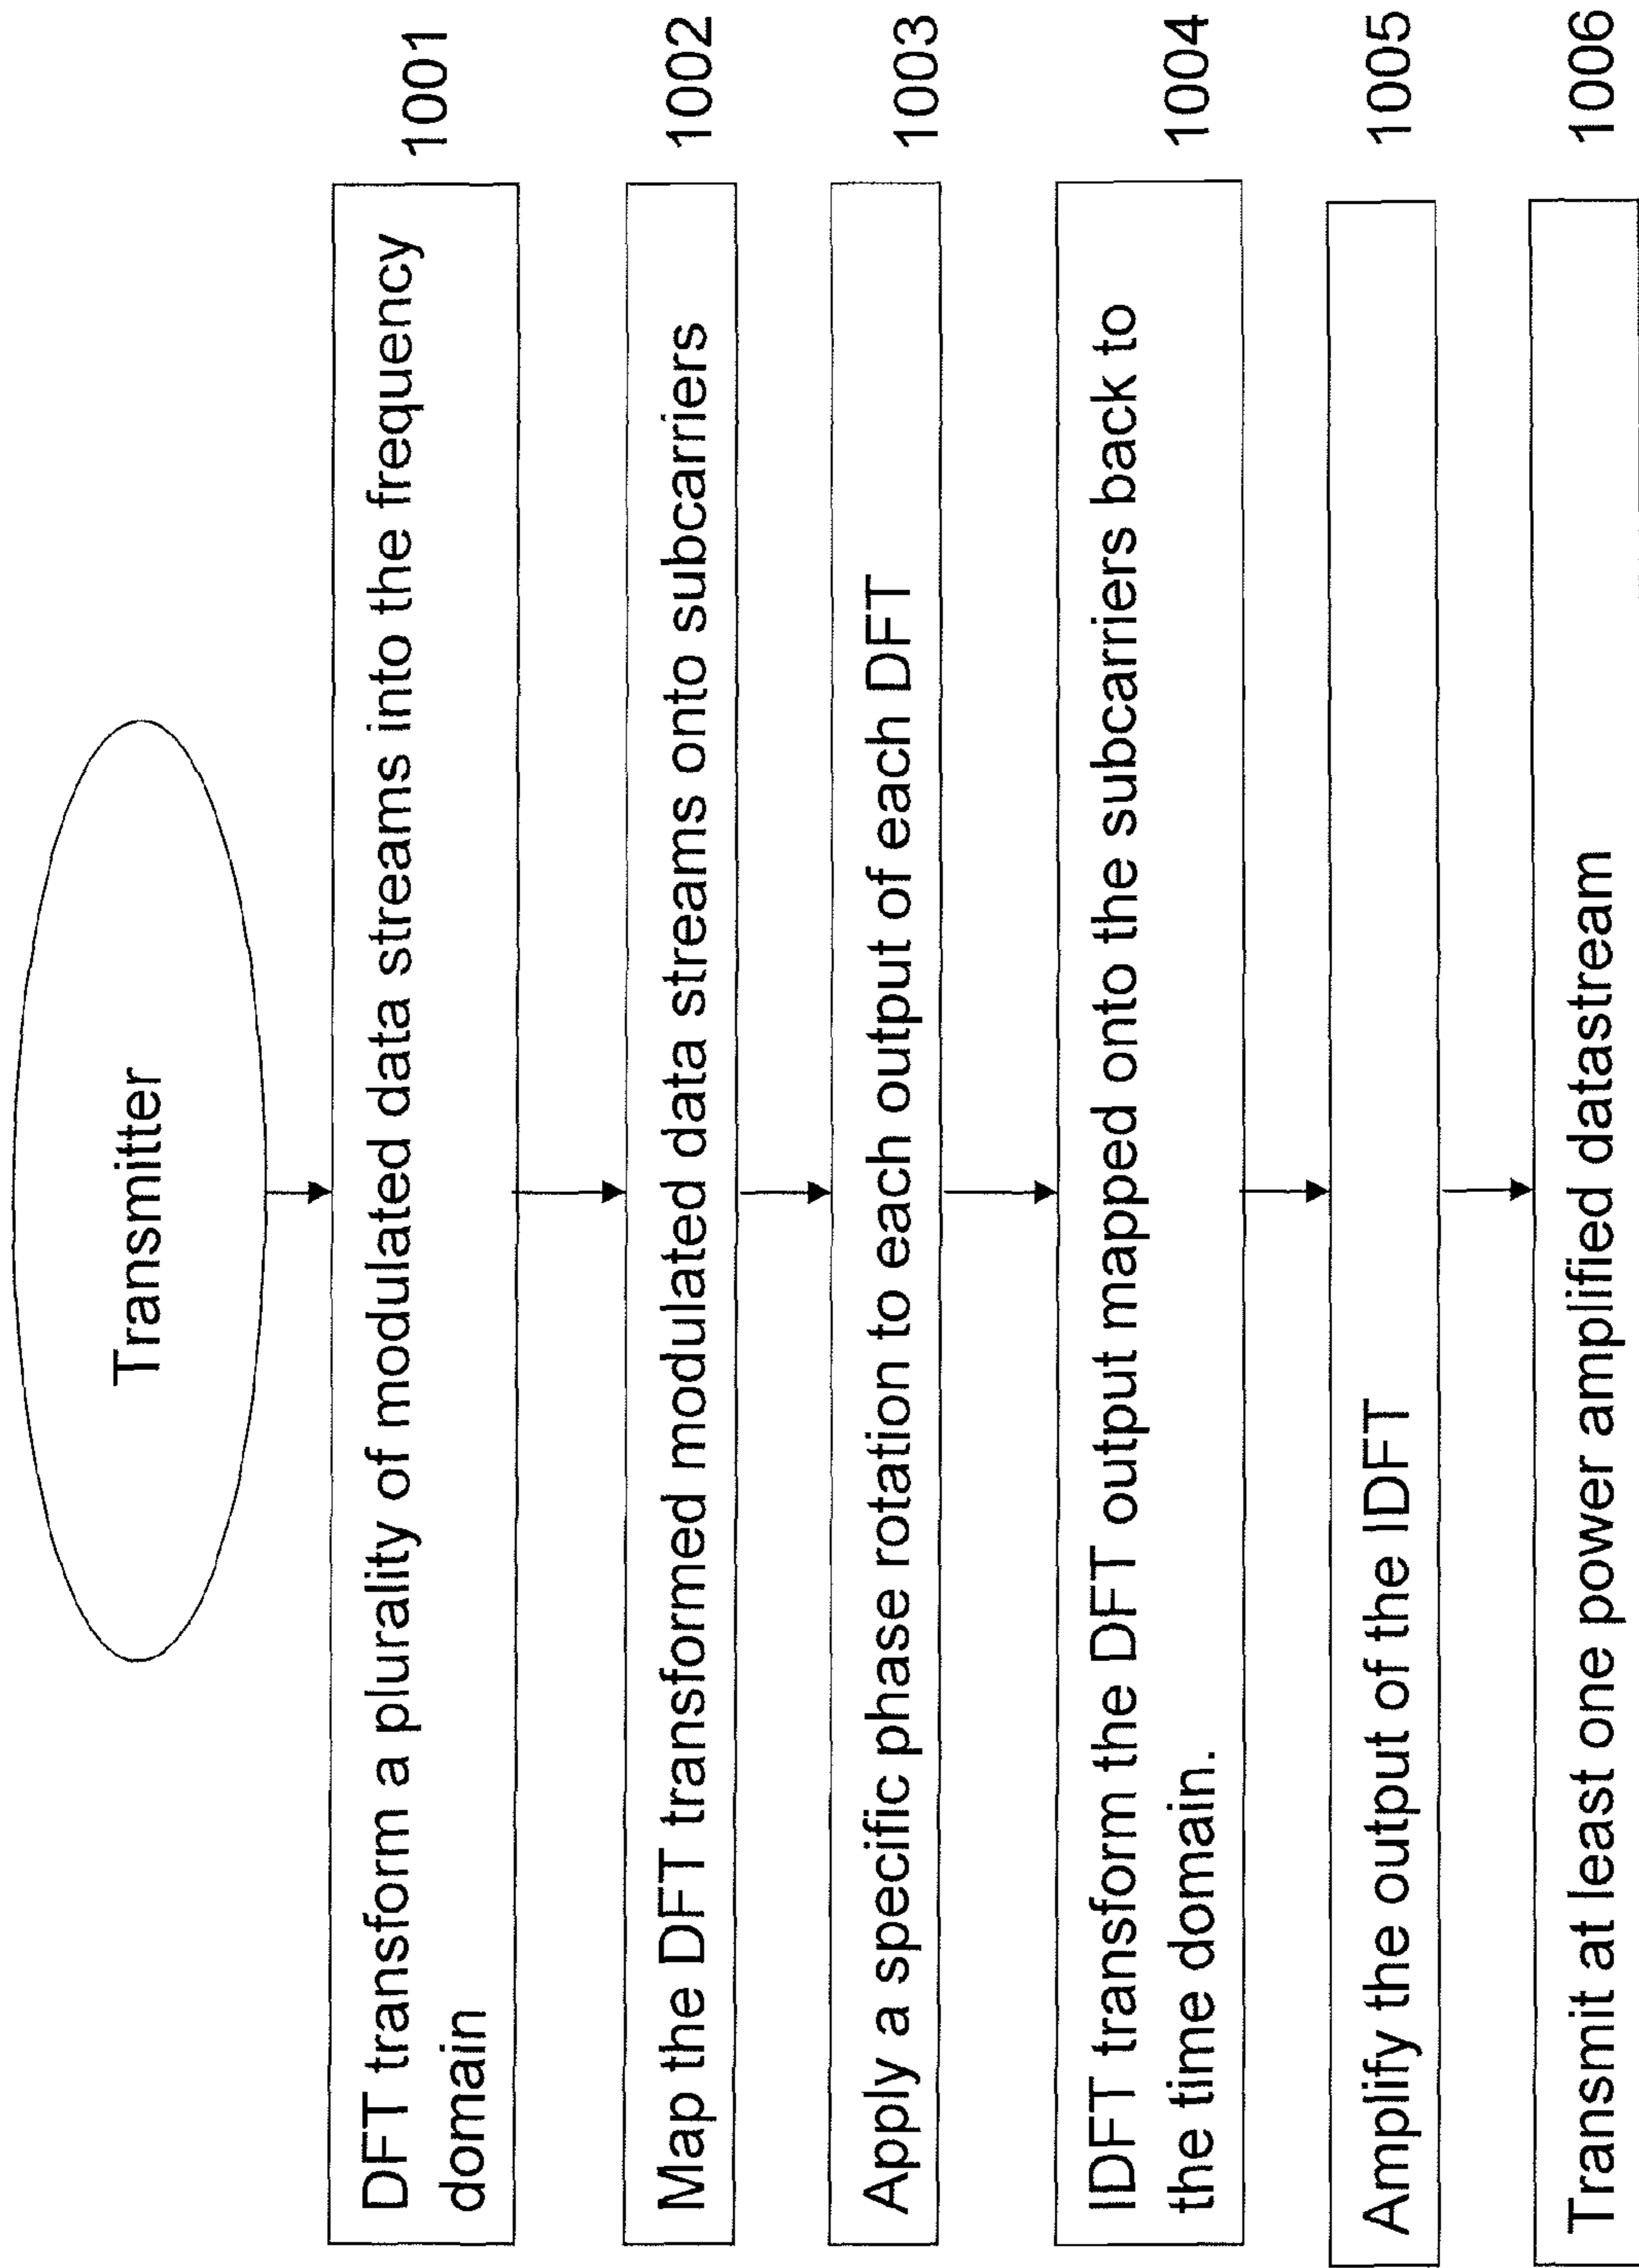 Transmitter
DFT transform a plurality of modulated data streams into the frequency
domain
1001
Map the DFT transformed modulated data streams onto subcarriers
1002
Apply a specific phase rotation to each output of each DFT
1003
IDFT transform the DFT output mapped onto the subcarriers back to
the time domain.
1004
Amplify the output of the IDFT
1005
Transmit at least one power amplified datastream
1006